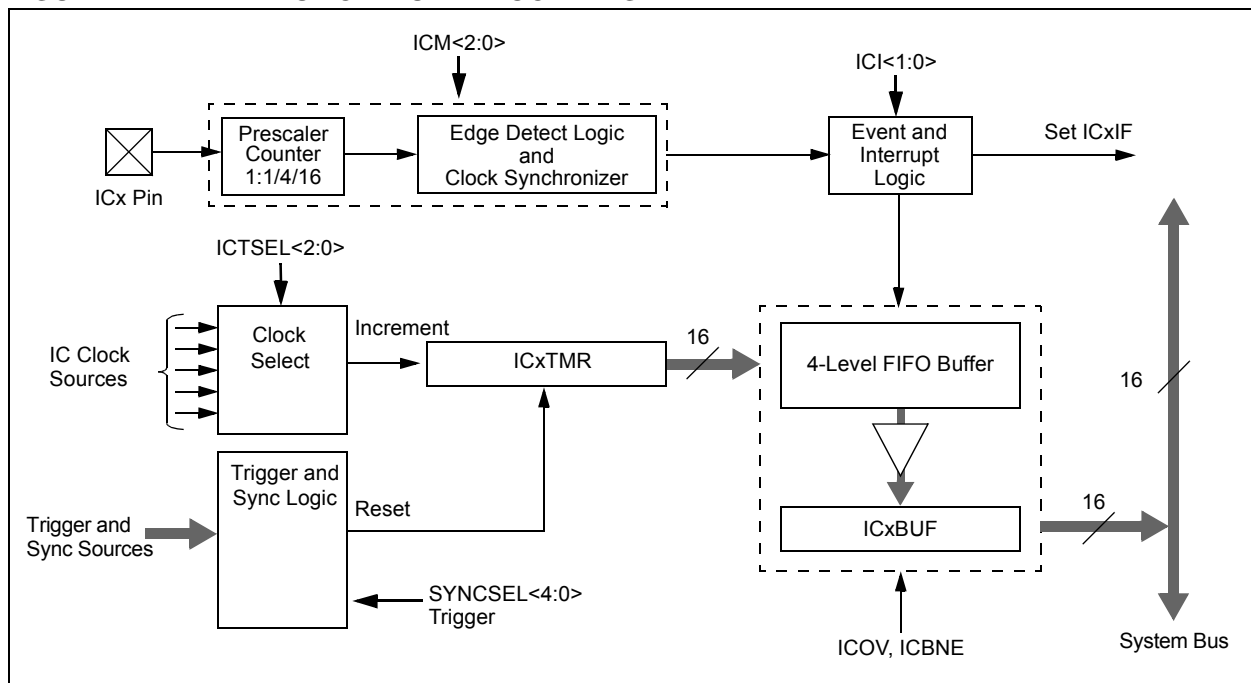 ICM<2:0>
ICI<1:0>
Prescaler
Counter
1:1/4/16
Edge Detect Logic
and
Clock Synchronizer
Event and
Interrupt
Logic
Set ICxIF
ICx Pin
ICTSEL<2:0>
IC Clock
Sources
Clock
Select
Increment
ICxTMR
16
4-Level FIFO Buffer
16
Trigger and
Sync Logic
Reset
Trigger and
Sync Sources
ICxBUF
16
SYNCSEL<4:0>
Trigger
ICOV, ICBNE
System Bus